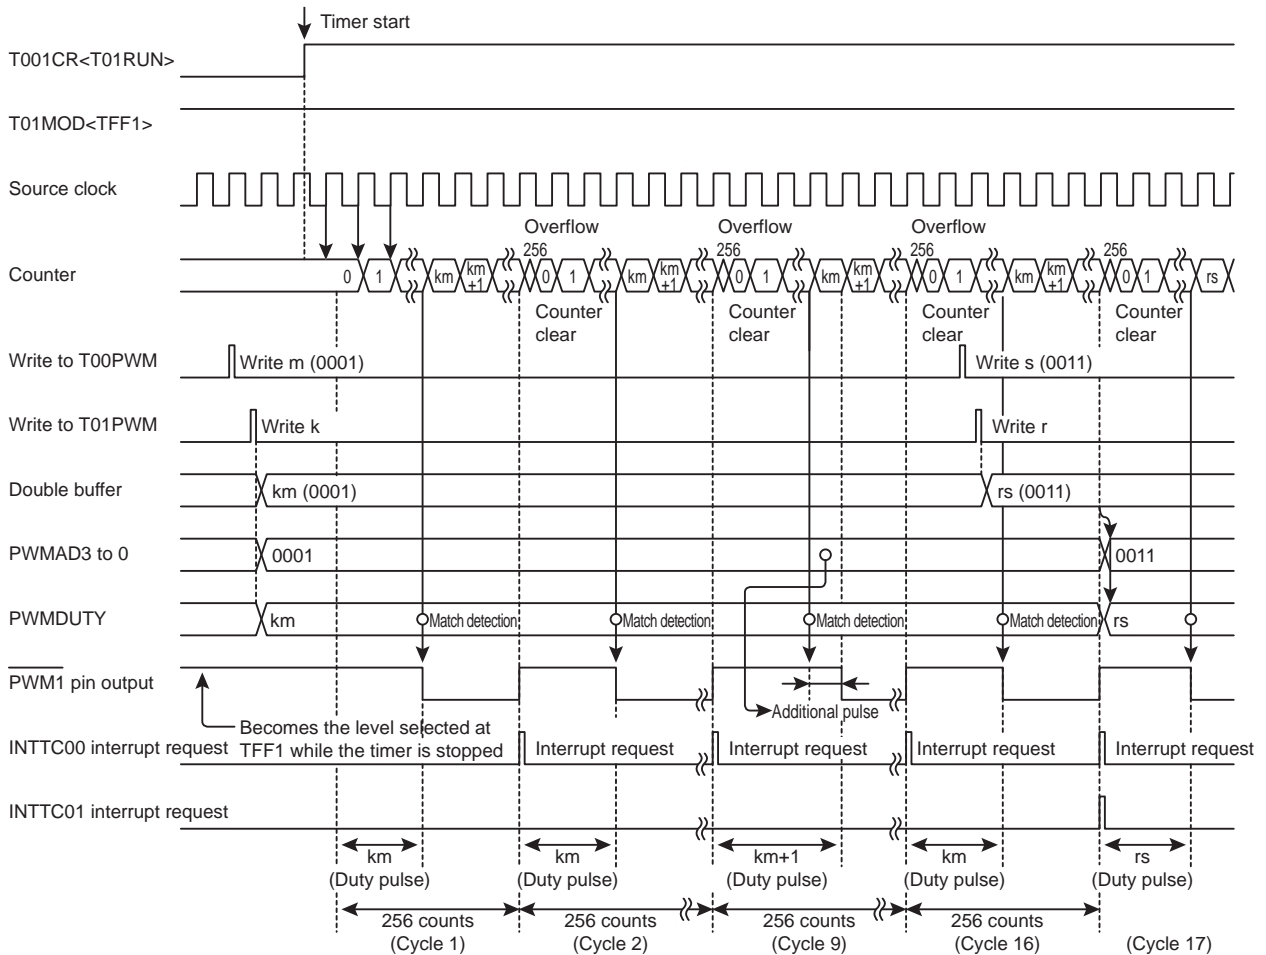 Timer start
T001CR<T01RUN>
T01MOD<TFF1>
Source clock
Overflow Overflow Overflow
256 256 256 256
Counter 0 1 km km +1 0 1 km km +1 0 1 km km +1 0 1 km km +1 0 1 rs
Counter clear Counter clear Counter clear Counter clear
Write to T00PWM Write m (0001) Write s (0011)
Write to T01PWM Write k Write r
Double buffer km (0001) rs (0011)
PWMAD3 to 0 0001 0011
PWMDUTY km Match detection Match detection Match detection Match detection rs
PWM1 pin output
Additional pulse
Becomes the level selected at
TFF1 while the timer is stopped
INTTC00 interrupt request Interrupt request Interrupt request Interrupt request Interrupt request
INTTC01 interrupt request
km km km+1 km rs
(Duty pulse) (Duty pulse) (Duty pulse) (Duty pulse) (Duty pulse)
256 counts 256 counts 256 counts 256 counts
(Cycle 1) (Cycle 2) (Cycle 9) (Cycle 16) (Cycle 17)